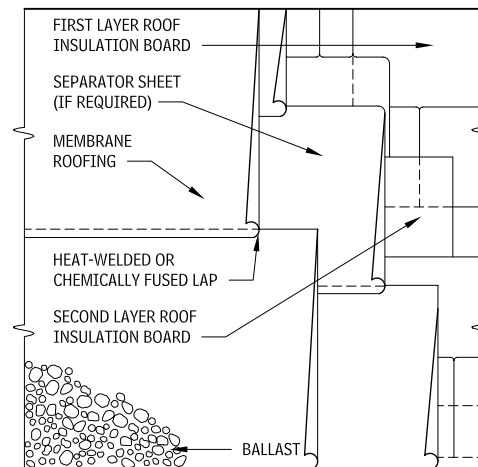 FIRST LAYER ROOF
INSULATION BOARD
SEPARATOR SHEET
(IF REQUIRED)
MEMBRANE
ROOFING
HEAT-WELDED OR
CHEMICALLY FUSED LAP
SECOND LAYER ROOF
INSULATION BOARD
BALLAST